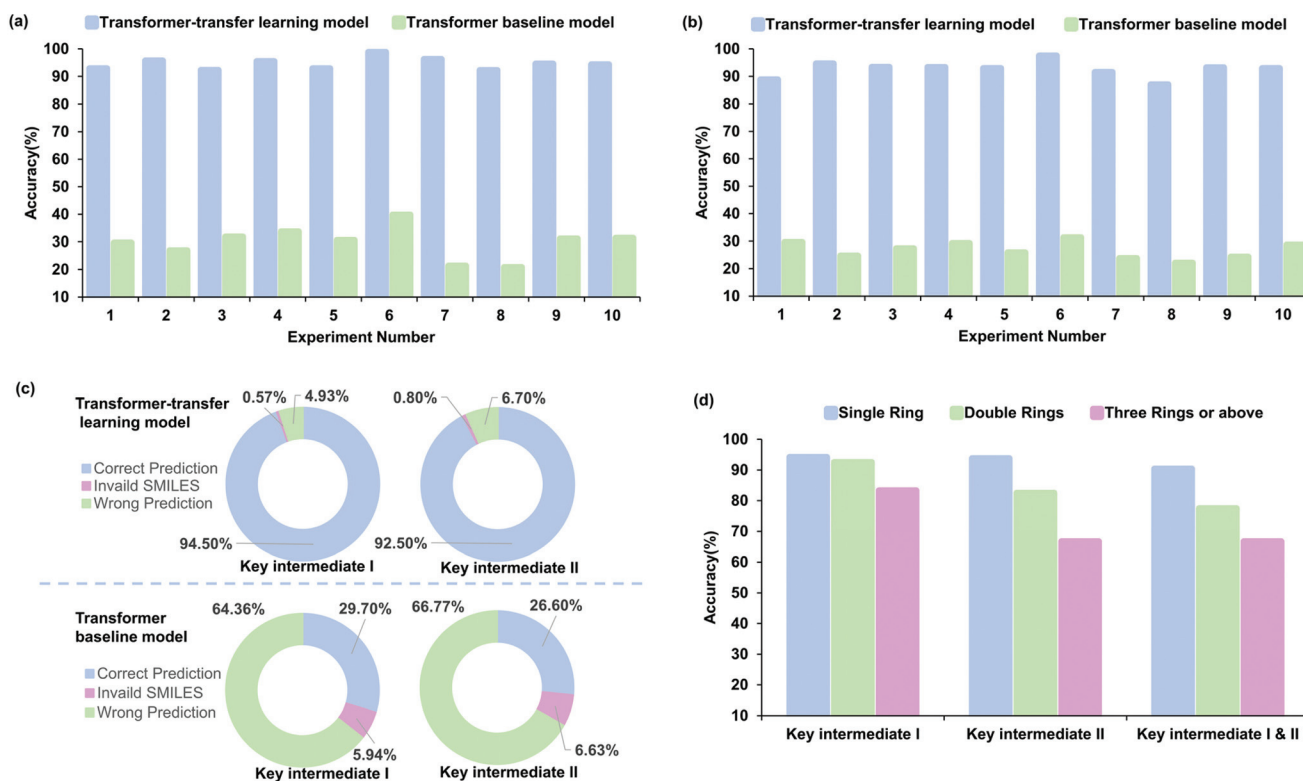 (a)
Transformer-transfer learning model Transformer baseline model
100
90
80
70
60
50
40
30
20
10
Accuracy(%)
1 2 3 4 5 6 7 8 9 10
Experiment Number
(b)
Transformer-transfer learning model Transformer baseline model
100
90
80
70
60
50
40
30
20
10
Accuracy(%)
1 2 3 4 5 6 7 8 9 10
Experiment Number
(c)
Transformer-transfer
learning model
Correct Prediction
Invaild SMILES
Wrong Prediction
0.57% 4.93%
94.50%
Key intermediate I
0.80% 6.70%
92.50%
Key intermediate II
Transformer
baseline model
Correct Prediction
Invaild SMILES
Wrong Prediction
64.36% 29.70%
5.94%
Key intermediate I
66.77% 26.60%
6.63%
Key intermediate II
(d)
Single Ring Double Rings Three Rings or above
100
90
80
70
60
50
40
30
20
10
Accuracy(%)
Key intermediate I Key intermediate II Key intermediate I & II